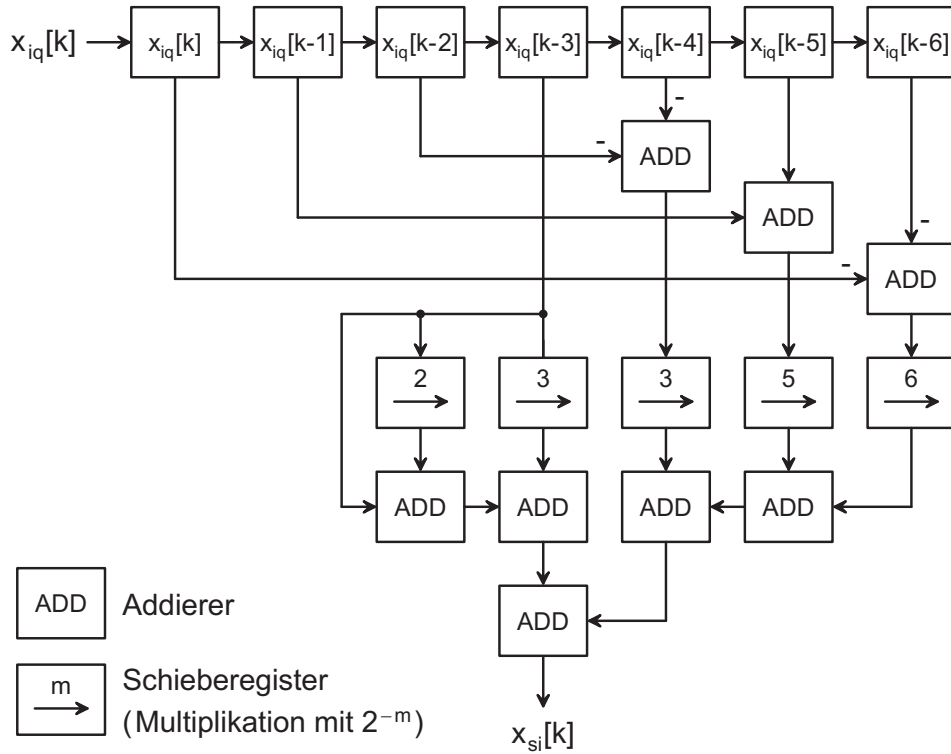 x_iq[k] x_iq[k] x_iq[k-1] x_iq[k-2] x_iq[k-3] x_iq[k-4] x_iq[k-5] x_iq[k-6]
-
- ADD
ADD
-
- ADD
2 3 3 5 6
ADD ADD ADD ADD
ADD Addierer
ADD
m Schieberegister
(Multiplikation mit 2^−m)
x_si[k]